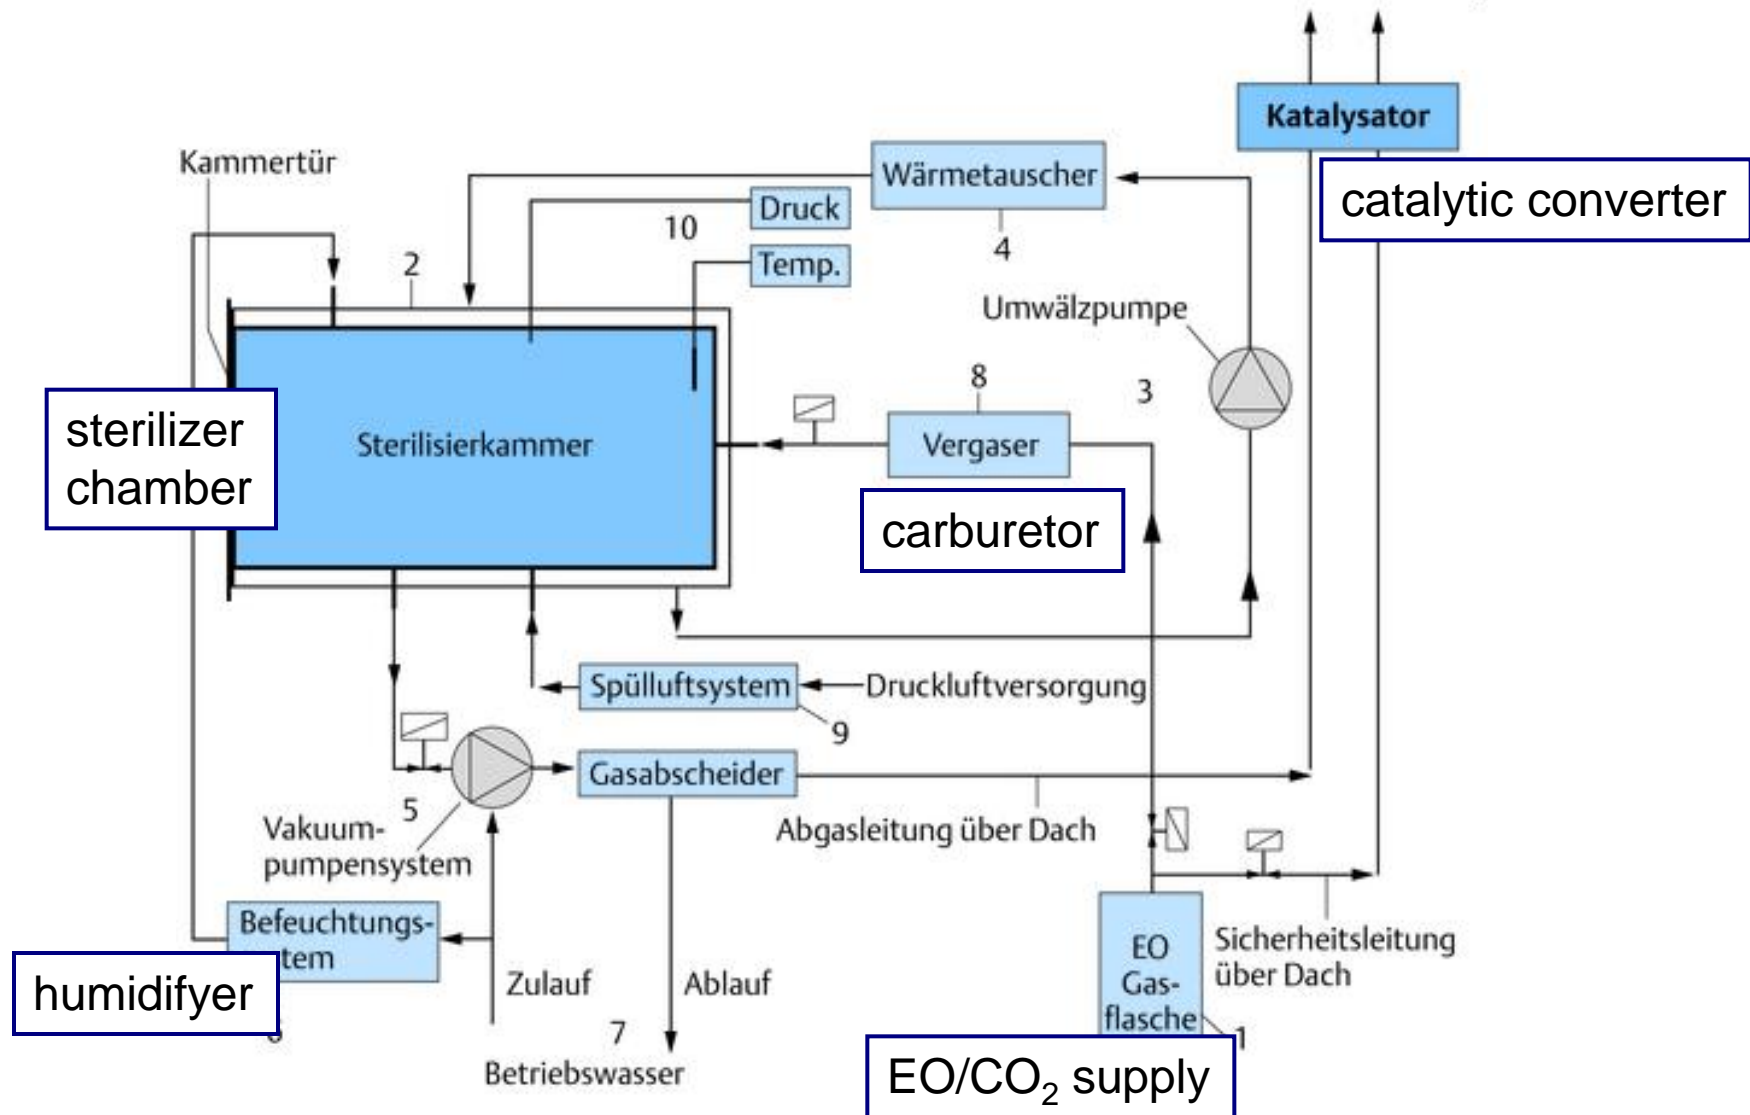 Katalysator
Kammertür
Wärmetauscher
catalytic converter
Druck
10
4
2
Temp.
Umwälzpumpe
8
3
sterilizer
chamber
Sterilisierkammer
Vergaser
carburetor
Spülluftsystem
Druckluftversorgung
9
Gasabscheider
5
Vakuum-
pumpensystem
Abgasleitung über Dach
Befeuchtungs-
tem
humidifyer
Zulauf
Ablauf
EO
Gas-
flasche
Sicherheitsleitung
über Dach
7
1
Betriebswasser
EO/CO₂ supply